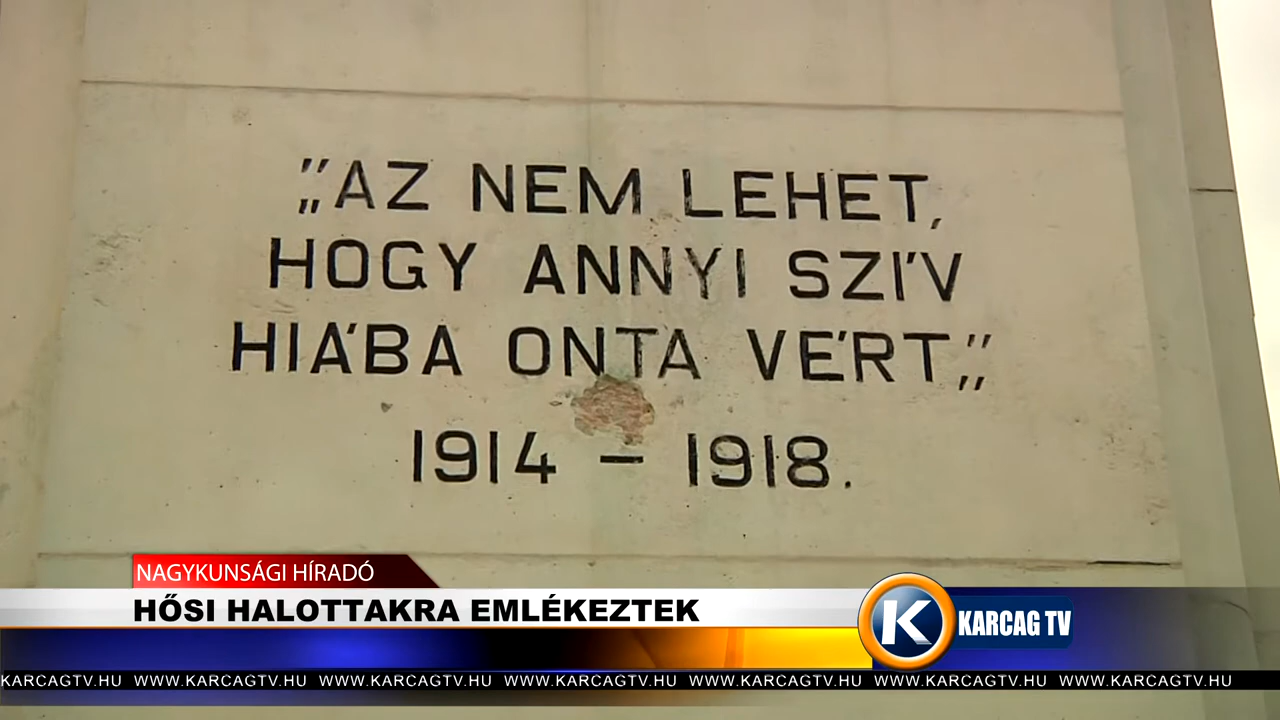 „AZ NEM LEHET,
HOGY ANNYI SZÍV
HIÁBA ONTA VÉRT„
1914 – 1918.
NAGYKUNSÁGI HÍRADÓ
HŐSI HALOTTAKRA EMLÉKEZTEK
K KARCAG TV
KARCAGTV.HU WWW.KARCAGTV.HU WWW.KARCAGTV.HU WWW.KARCAGTV.HU WWW.KARCAGTV.HU WWW.KARCAGTV.HU WWW.KARCAGTV.HU